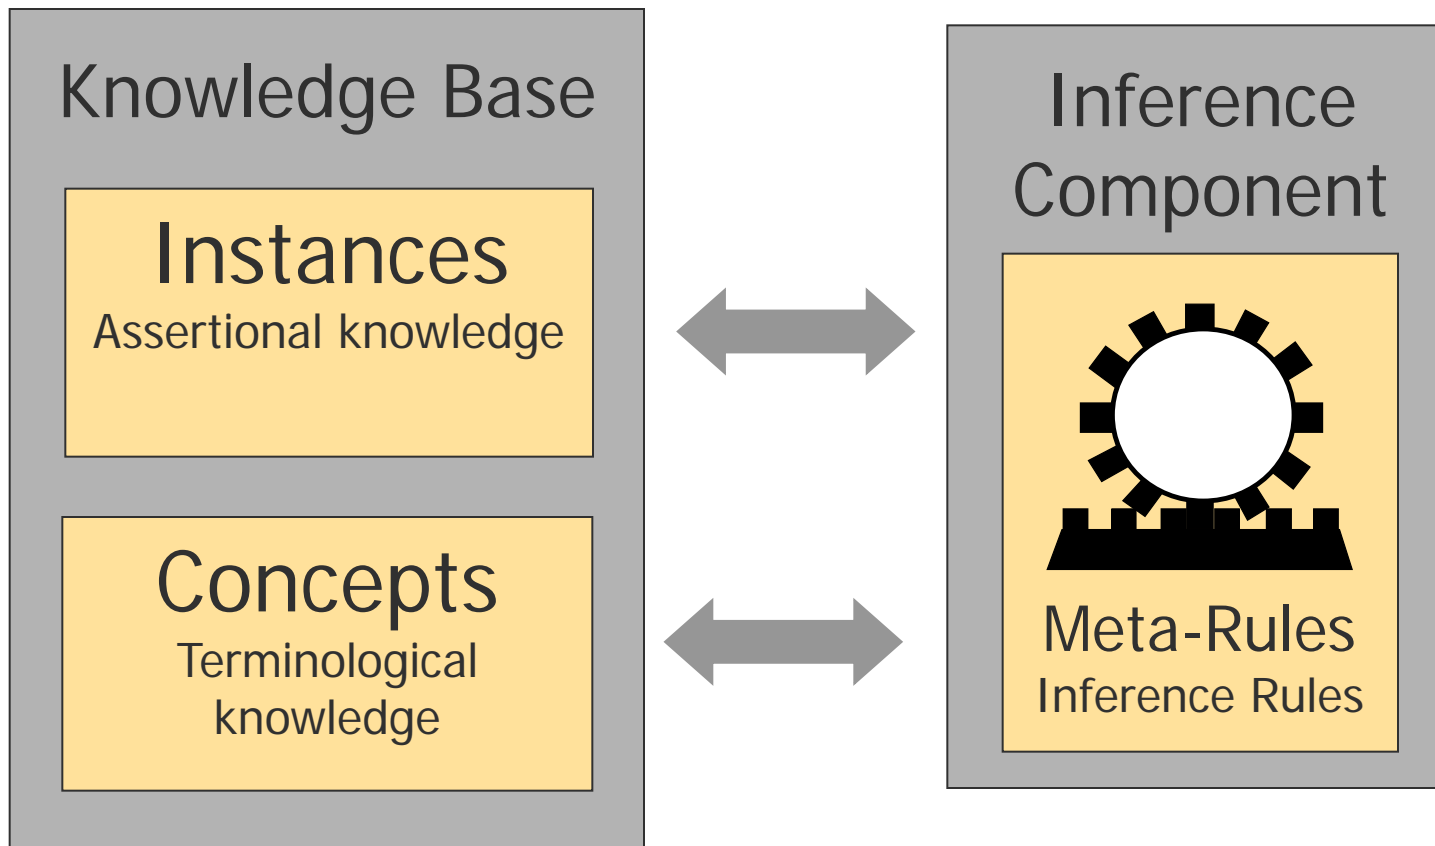 Knowledge Base
Instances
Assertional knowledge
Concepts
Terminological
knowledge
Inference
Component
Meta-Rules
Inference Rules